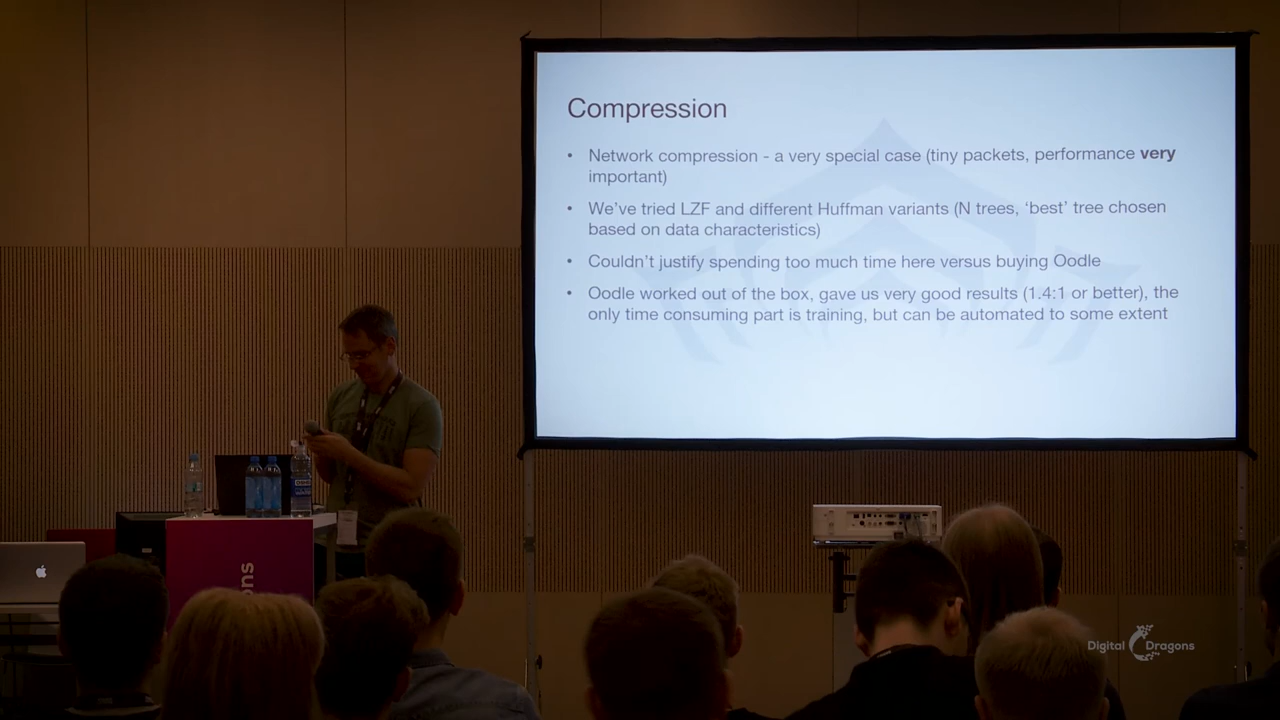 Compression
• Network compression - a very special case (tiny packets, performance very
important)
• We've tried LZF and different Huffman variants (N trees, ‘best’ tree chosen
based on data characteristics)
• Couldn't justify spending too much time here versus buying Oodle
• Oodle worked out of the box, gave us very good results (1.4:1 or better), the
only time consuming part is training, but can be automated to some extent
ns
Digital Dragons